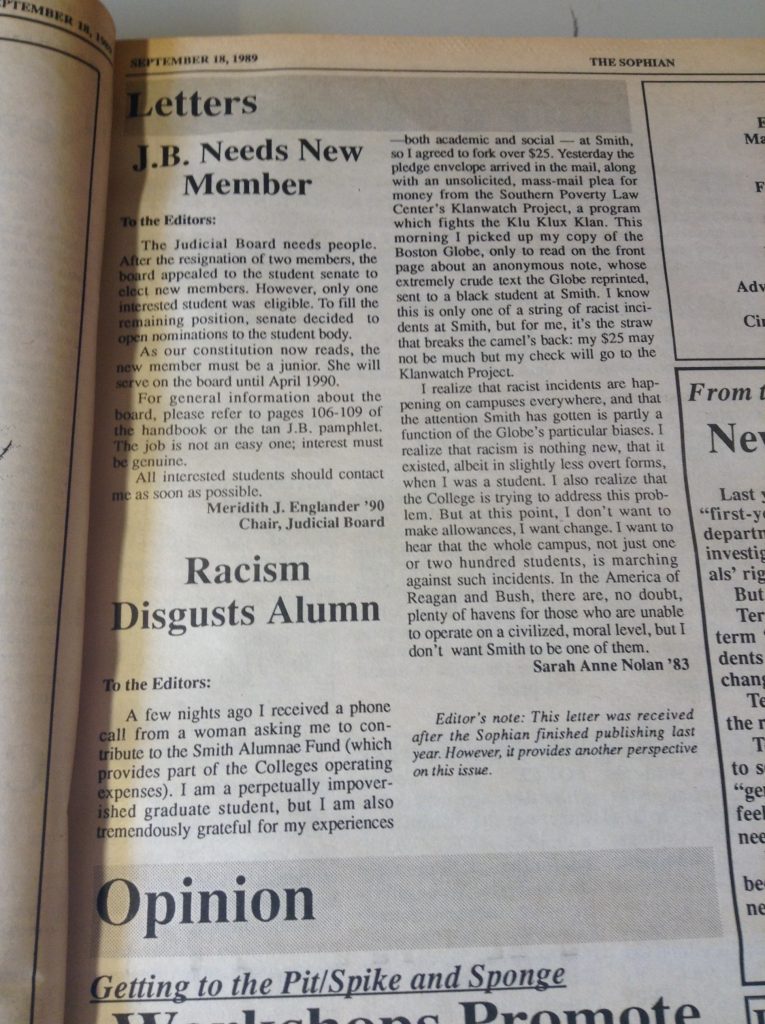 SEPTEMBER 18, 1989
THE SOPHIAN
Letters
J.B. Needs New
Member
To the Editors:
The Judicial Board needs people.
After the resignation of two members, the
board appealed to the student senate to
elect new members. However, only one
interested student was eligible. To fill the
remaining position, senate decided to
open nominations to the student body.
As our constitution now reads, the
new member must be a junior. She will
serve on the board until April 1990.
For general information about the
board, please refer to pages 106-109 of
the handbook or the tan J.B. pamphlet.
The job is not an easy one; interest must
be genuine.
All interested students should contact
me as soon as possible.
Meredith J. Englander '90
Chair, Judicial Board
Racism
Disgusts Alumn
To the Editors:
A few nights ago I received a phone
call from a woman asking me to con-
tribute to the Smith Alumnae Fund (which
provides part of the Colleges operating
expenses). I am a perpetually impover-
ished graduate student, but I am also
tremendously grateful for my experiences
—both academic and social — at Smith,
so I agreed to fork over $25. Yesterday the
pledge envelope arrived in the mail, along
with an unsolicited, mass-mail plea for
money from the Southern Poverty Law
Center's Klanwatch Project, a program
which fights the Klu Klux Klan. This
morning I picked up my copy of the
Boston Globe, only to read on the front
page about an anonymous note, whose
extremely crude text the Globe reprinted,
sent to a black student at Smith. I know
this is only one of a string of racist inci-
dents at Smith, but for me, it's the straw
that breaks the camel's back: my $25 may
not be much but my check will go to the
Klanwatch Project.
I realize that racist incidents are hap-
pening on campuses everywhere, and that
the attention Smith has gotten is partly a
function of the Globe's particular biases. I
realize that racism is nothing new, that it
existed, albeit in slightly less overt forms,
when I was a student. I also realize that
the College is trying to address this prob-
lem. But at this point, I don't want to
make allowances, I want change. I want to
hear that the whole campus, not just one
or two hundred students, is marching
against such incidents. In the America of
Reagan and Bush, there are, no doubt,
plenty of havens for those who are unable
to operate on a civilized, moral level, but I
don't want Smith to be one of them.
Sarah Anne Nolan '83
Editor's note: This letter was received
after the Sophian finished publishing last
year. However, it provides another perspective
on this issue.
Opinion
Getting to the Pit/Spike and Sponge
Workshops Promote
From
Last
"first-ye
departm
investig
als' rig
But
term
dents
chang
the
to